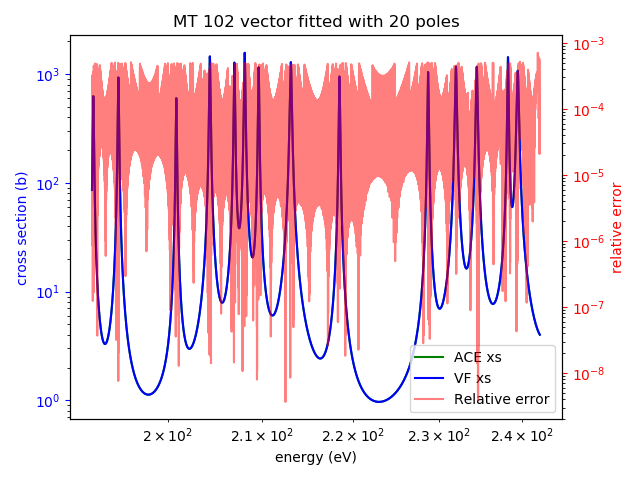 MT 102 vector fitted with 20 poles
cross section (b)
10³
10²
10¹
10⁰
10⁻³
10⁻⁴
10⁻⁵
10⁻⁶
10⁻⁷
10⁻⁸
relative error
ACE xs
VF xs
Relative error
2 × 10² 2.1 × 10² 2.2 × 10² 2.3 × 10² 2.4 × 10²
energy (eV)